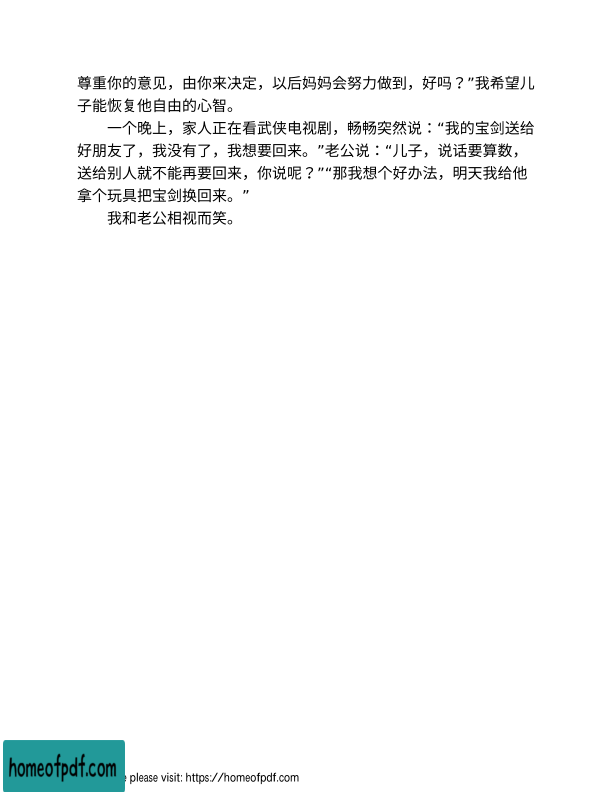 尊重你的意见，由你来决定，以后妈妈会努力做到，好吗？”我希望儿
子能恢复他自由的心智。
一个晚上，家人正在看武侠电视剧，畅畅突然说：“我的宝剑送给
好朋友了，我没有了，我想要回来。”老公说：“儿子，说话要算数，
送给别人就不能再要回来，你说呢？”“那我想个好办法，明天我给他
拿个玩具把宝剑换回来。”
我和老公相视而笑。
homeofpdf.com
please visit: https://homeofpdf.com